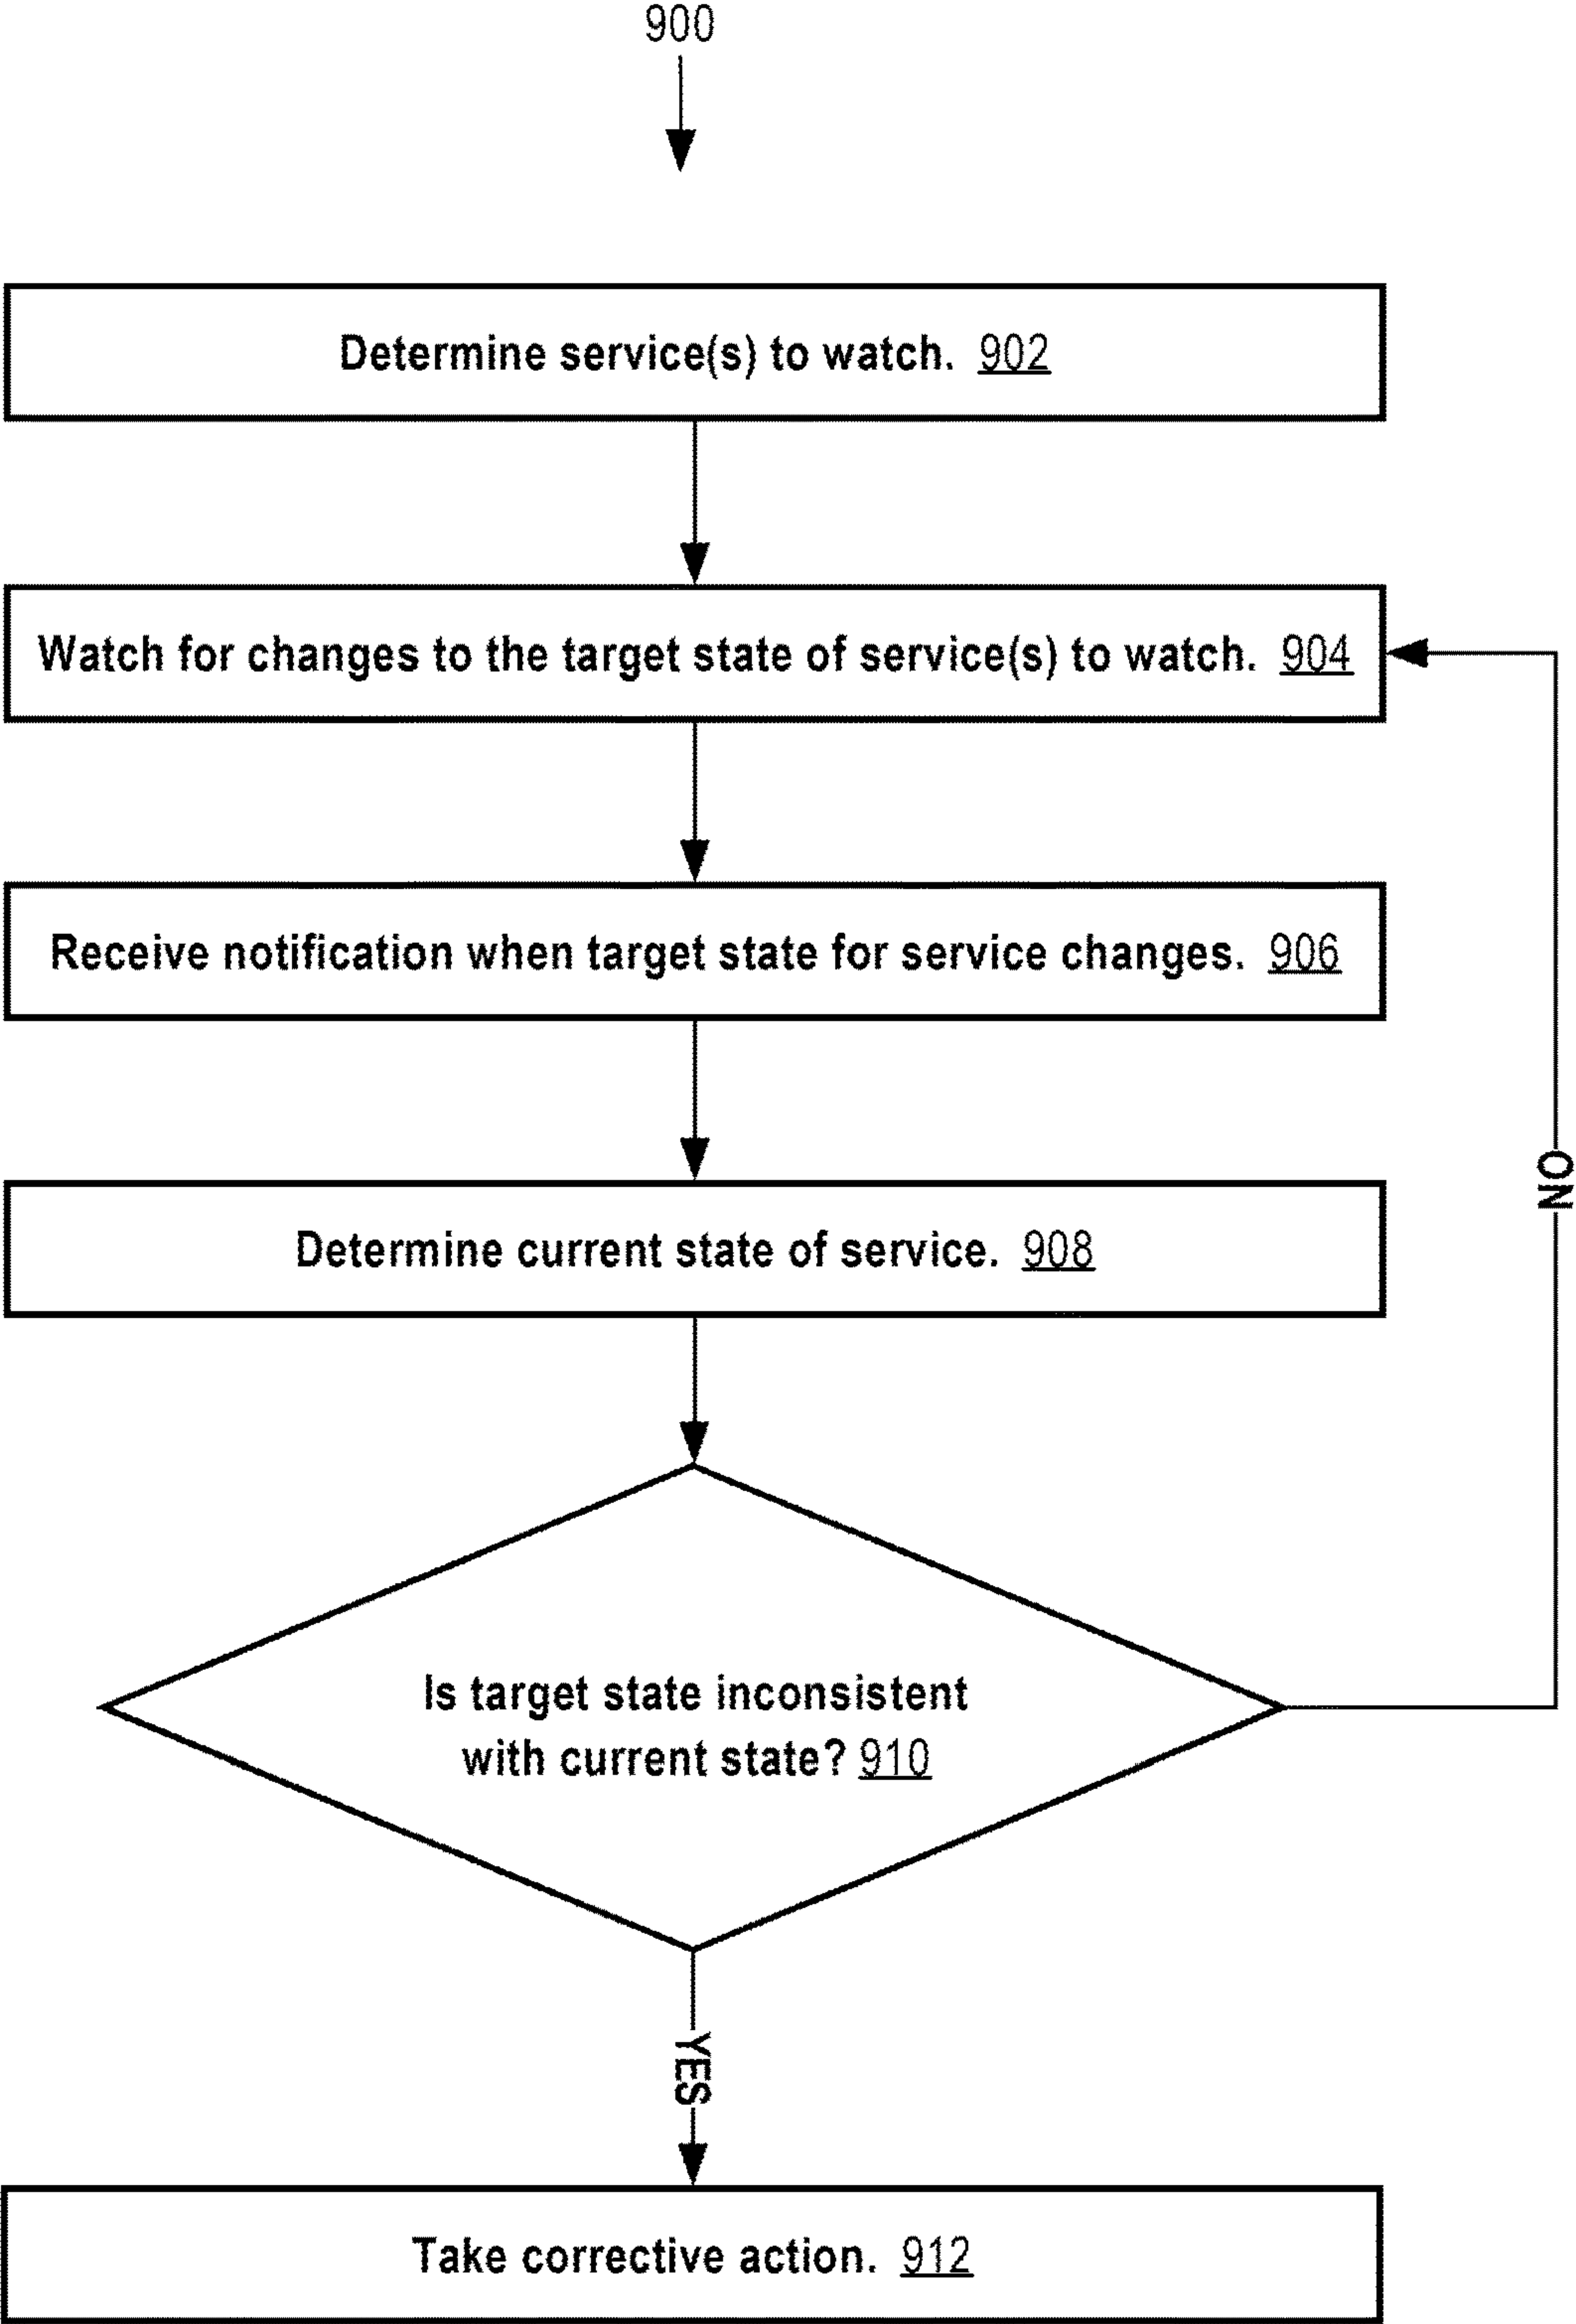 900
Determine service(s) to watch. 902
Watch for changes to the target state of service(s) to watch. 904
Receive notification when target state for service changes. 906
Determine current state of service. 908
NO
Is target state inconsistent
with current state? 910
YES
Take corrective action. 912